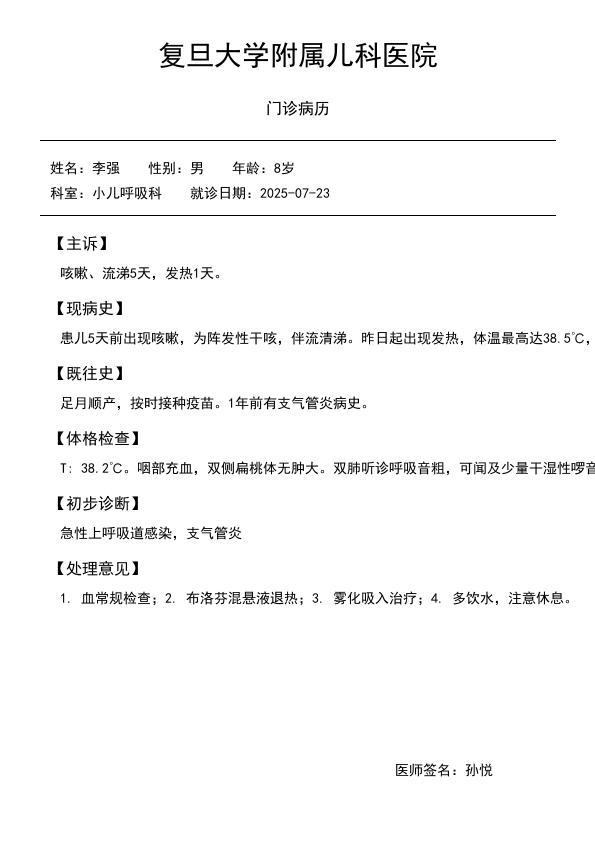 复旦大学附属儿科医院
门诊病历
姓名: 李强 性别: 男 年龄: 8岁
科室: 小儿呼吸科 就诊日期: 2025-07-23
【主诉】
咳嗽、流涕5天，发热1天。
【现病史】
患儿5天前出现咳嗽，为阵发性干咳，伴流清涕。昨日起出现发热，体温最高达38.5℃，
【既往史】
足月顺产，按时接种疫苗。1年前有支气管炎病史。
【体格检查】
T: 38.2℃。咽部充血，双侧扁桃体无肿大。双肺听诊呼吸音粗，可闻及少量干湿性啰音
【初步诊断】
急性上呼吸道感染，支气管炎
【处理意见】
1. 血常规检查；2. 布洛芬混悬液退热；3. 雾化吸入治疗；4. 多饮水，注意休息。
医师签名: 孙悦